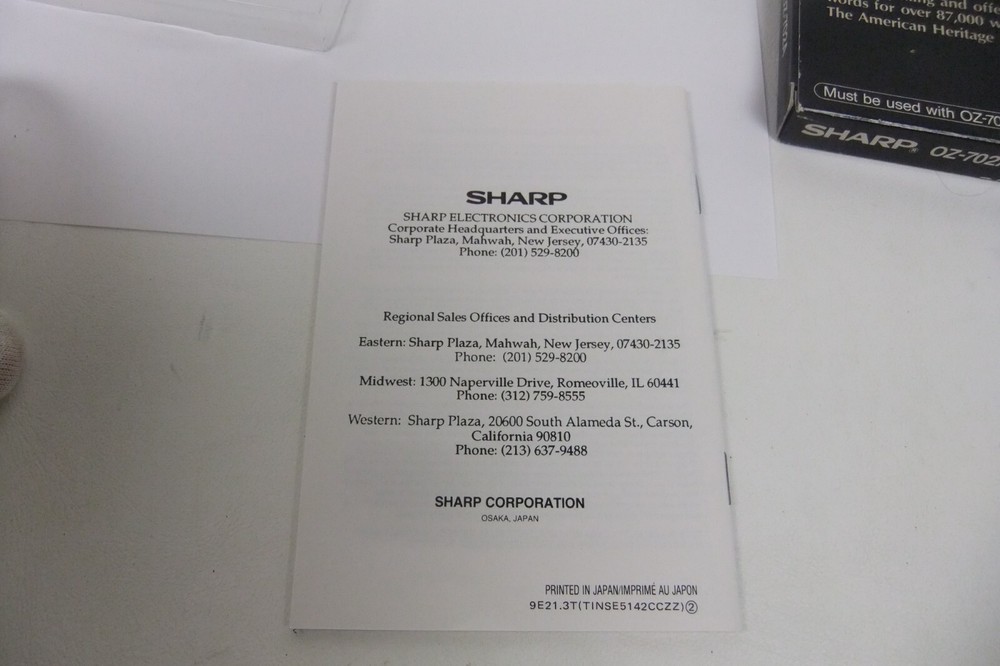 SHARP
SHARP ELECTRONICS CORPORATION
Corporate Headquarters and Executive Offices:
Sharp Plaza, Mahwah, New Jersey, 07430-2135
Phone: (201) 529-8200
Regional Sales Offices and Distribution Centers
Eastern: Sharp Plaza, Mahwah, New Jersey, 07430-2135
Phone: (201) 529-8200
Midwest: 1300 Naperville Drive, Romeoville, IL 60441
Phone: (312) 759-8555
Western: Sharp Plaza, 20600 South Alameda St., Carson,
California 90810
Phone: (213) 637-9488
SHARP CORPORATION
OSAKA, JAPAN
PRINTED IN JAPAN/IMPRIMÉ AU JAPON
9E21.3T(TINSE5142CCZZ)②
and offe
for over 87,000
The American Heritage
Must be used with OZ-70
SHARP OZ-702